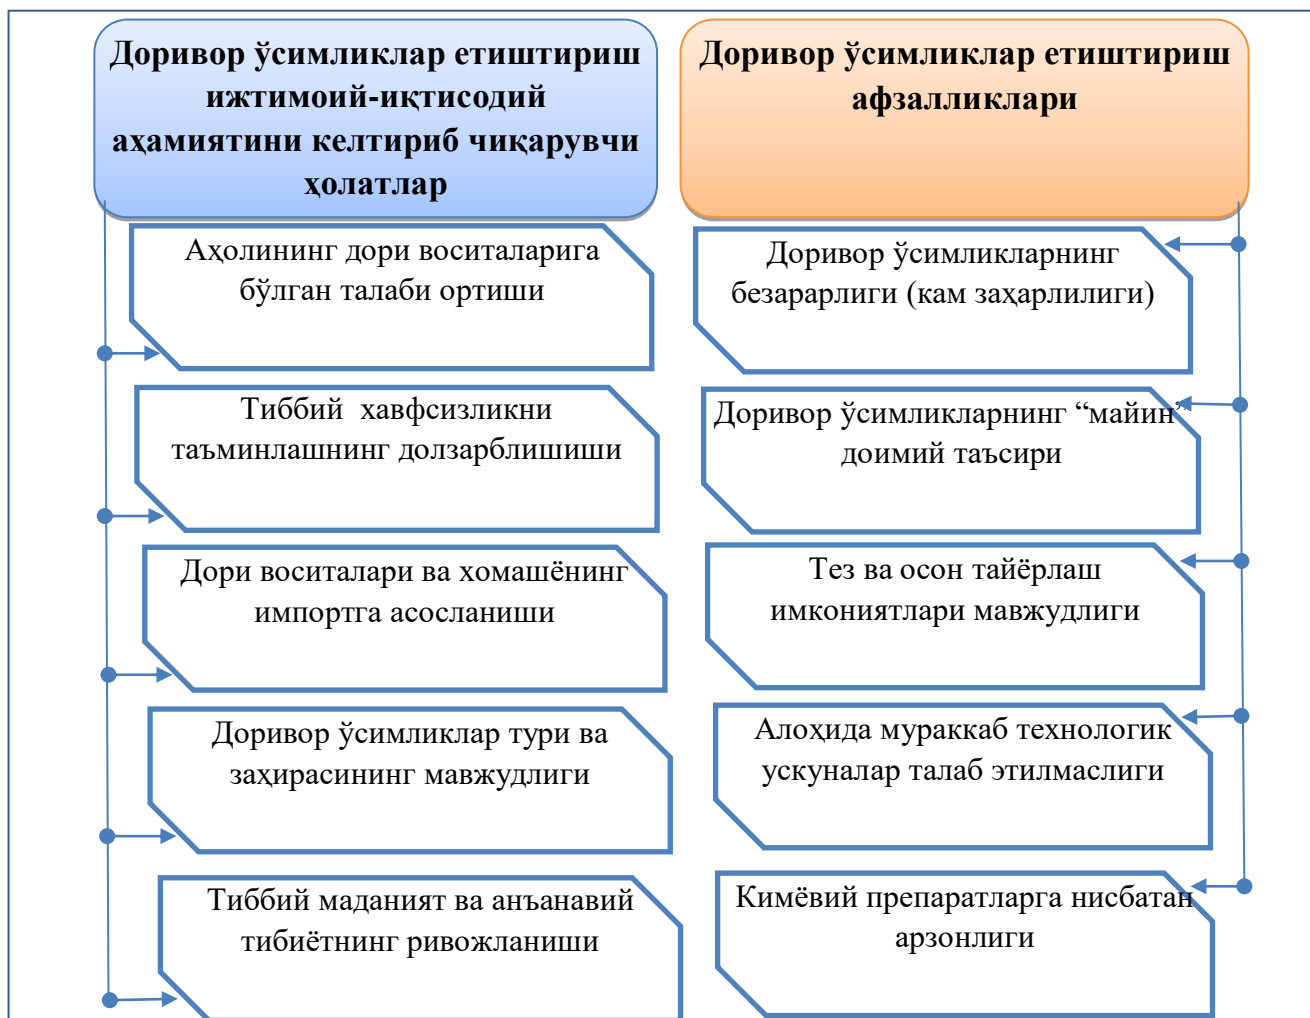 Доривор ўсимликлар етиштириш
ижтимоий-иқтисодий
аҳамиятини келтириб чиқарувчи
ҳолатлар
Аҳолининг дори воситаларига
бўлган талаби ортиши
Тиббий хавфсизликни
таъминлашнинг долзарблишиши
Дори воситалари ва хомашёнинг
импортга асосланиши
Доривор ўсимликлар тури ва
заҳирасининг мавжудлиги
Тиббий маданият ва анъанавий
тибиётнинг ривожланиши
Доривор ўсимликлар етиштириш
афзалликлари
Доривор ўсимликларнинг
безарарлиги (кам заҳарлилиги)
Доривор ўсимликларнинг “майин”
доимий таъсири
Тез ва осон тайёрлаш
имкониятлари мавжудлиги
Алоҳида мураккаб технологик
ускуналар талаб этилмаслиги
Кимёвий препаратларга нисбатан
арзонлиги